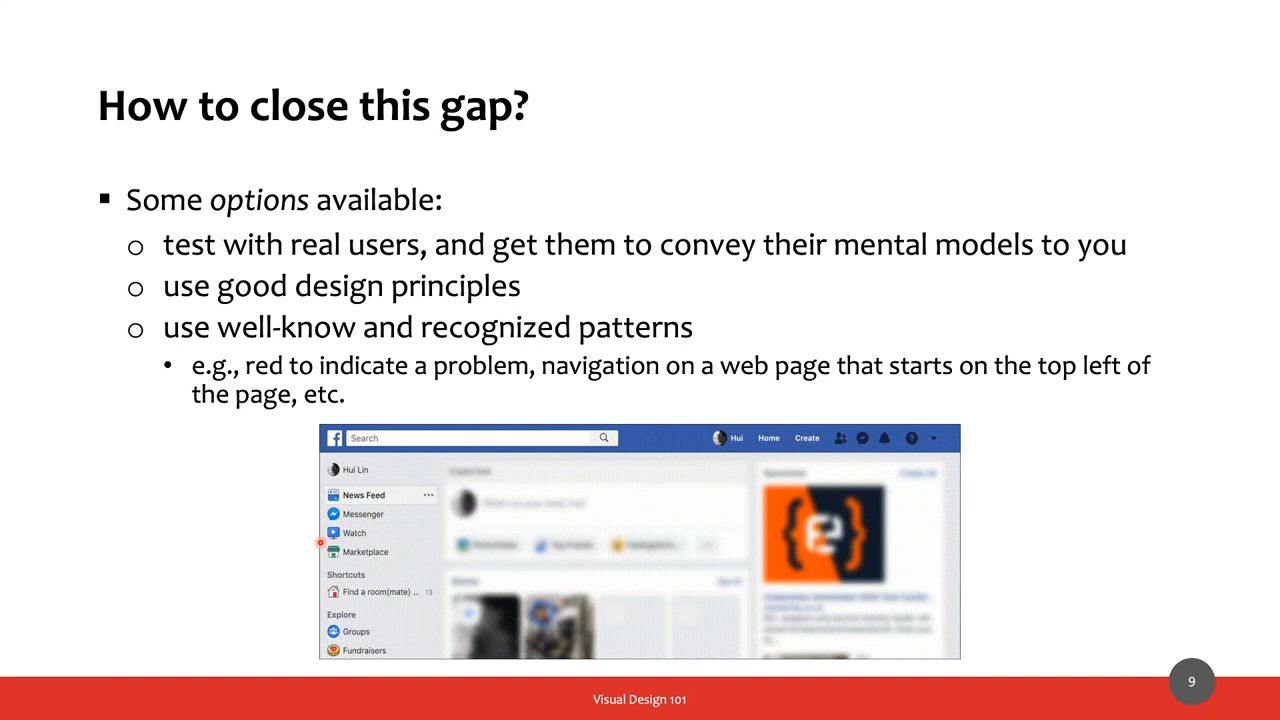 How to close this gap?
Some options available:
test with real users, and get them to convey their mental models to you
use good design principles
use well-know and recognized patterns
e.g., red to indicate a problem, navigation on a web page that starts on the top left of
the page, etc.
Search
Hui
Home
Create
Hui Lin
News Feed
Messenger
Watch
Marketplace
Shortcuts
Find a room(mate) ... 13
Explore
Groups
Fundraisers
Visual Design 101
9